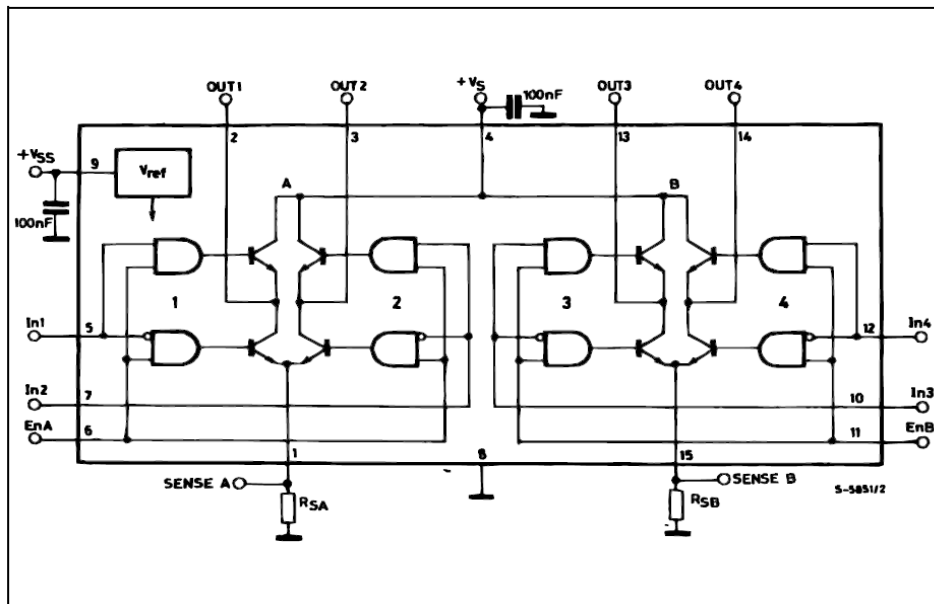 OUT1
OUT2
+VS
100nF
OUT3
OUT4
2
3
4
13
14
+VSS
9
Vref
A
B
100nF
1
2
3
4
In1
5
12
In4
In2
7
10
In3
EnA
6
11
EnB
1
8
15
SENSE A
RSA
SENSE B
RSB
S-5851/2